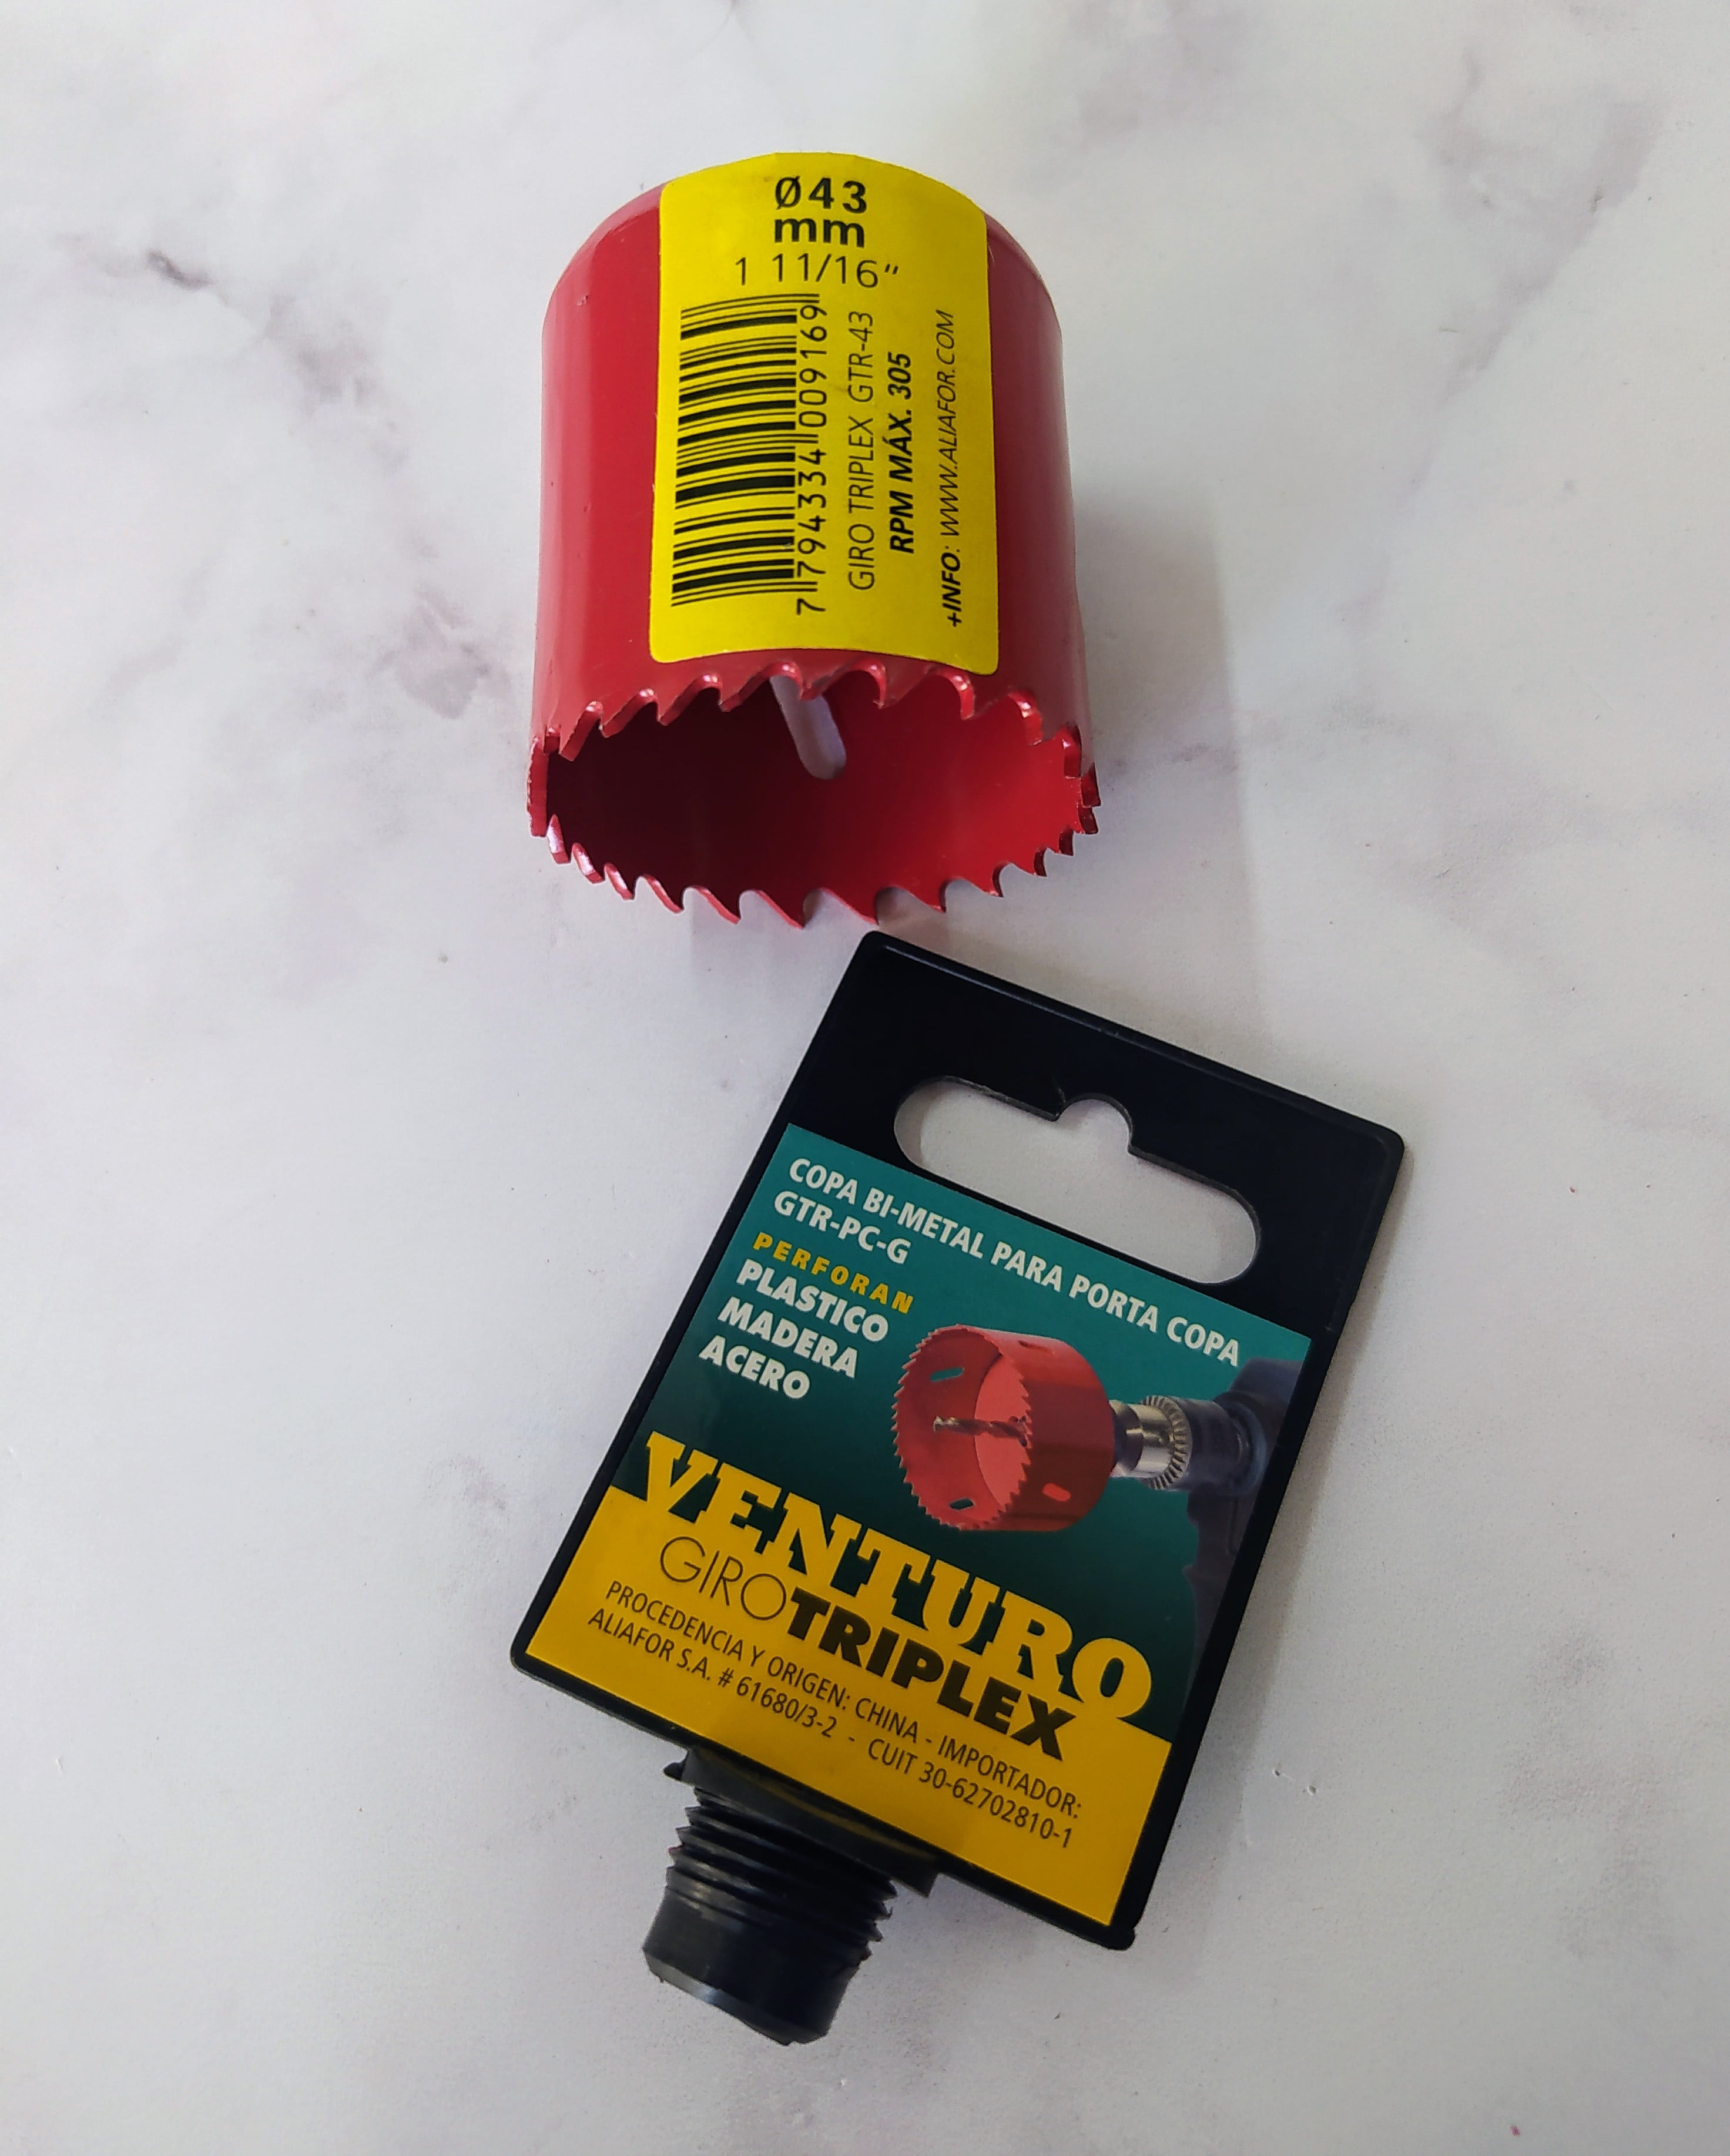 Ø43
mm
1 11/16"
7 794334 009169
GIRO TRIPLEX GTR-43
RPM MÁX. 305
+INFO: WWW.ALIAFOR.COM
COPA BI-METAL PARA PORTA COPA
GTR-PC-G
PERFORAN
PLASTICO
MADERA
ACERO
VENTURO
GIROTRIPLEX
PROCEDENCIA Y ORIGEN: CHINA - IMPORTADOR:
ALIAFOR S.A. # 61680/3-2 - CUIT 30-62702810-1